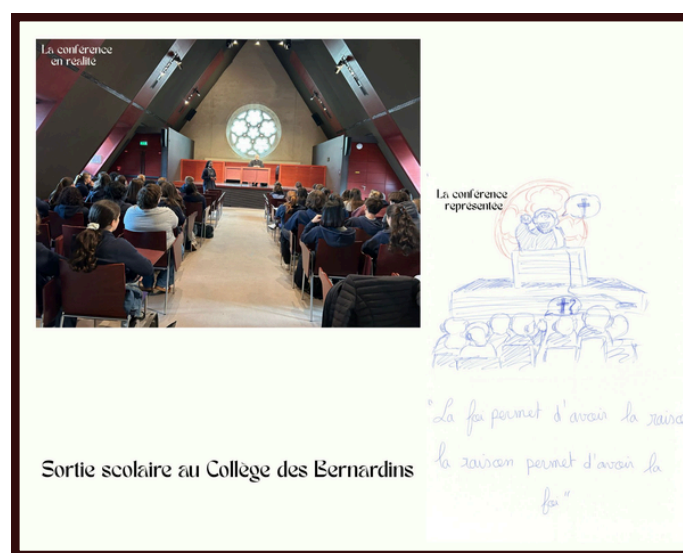 La conférence
en réalité
La conférence
représentée
"La foi permet d'avoir la raison
la raison permet d'avoir la
foi"
Sortie scolaire au Collège des Bernardins